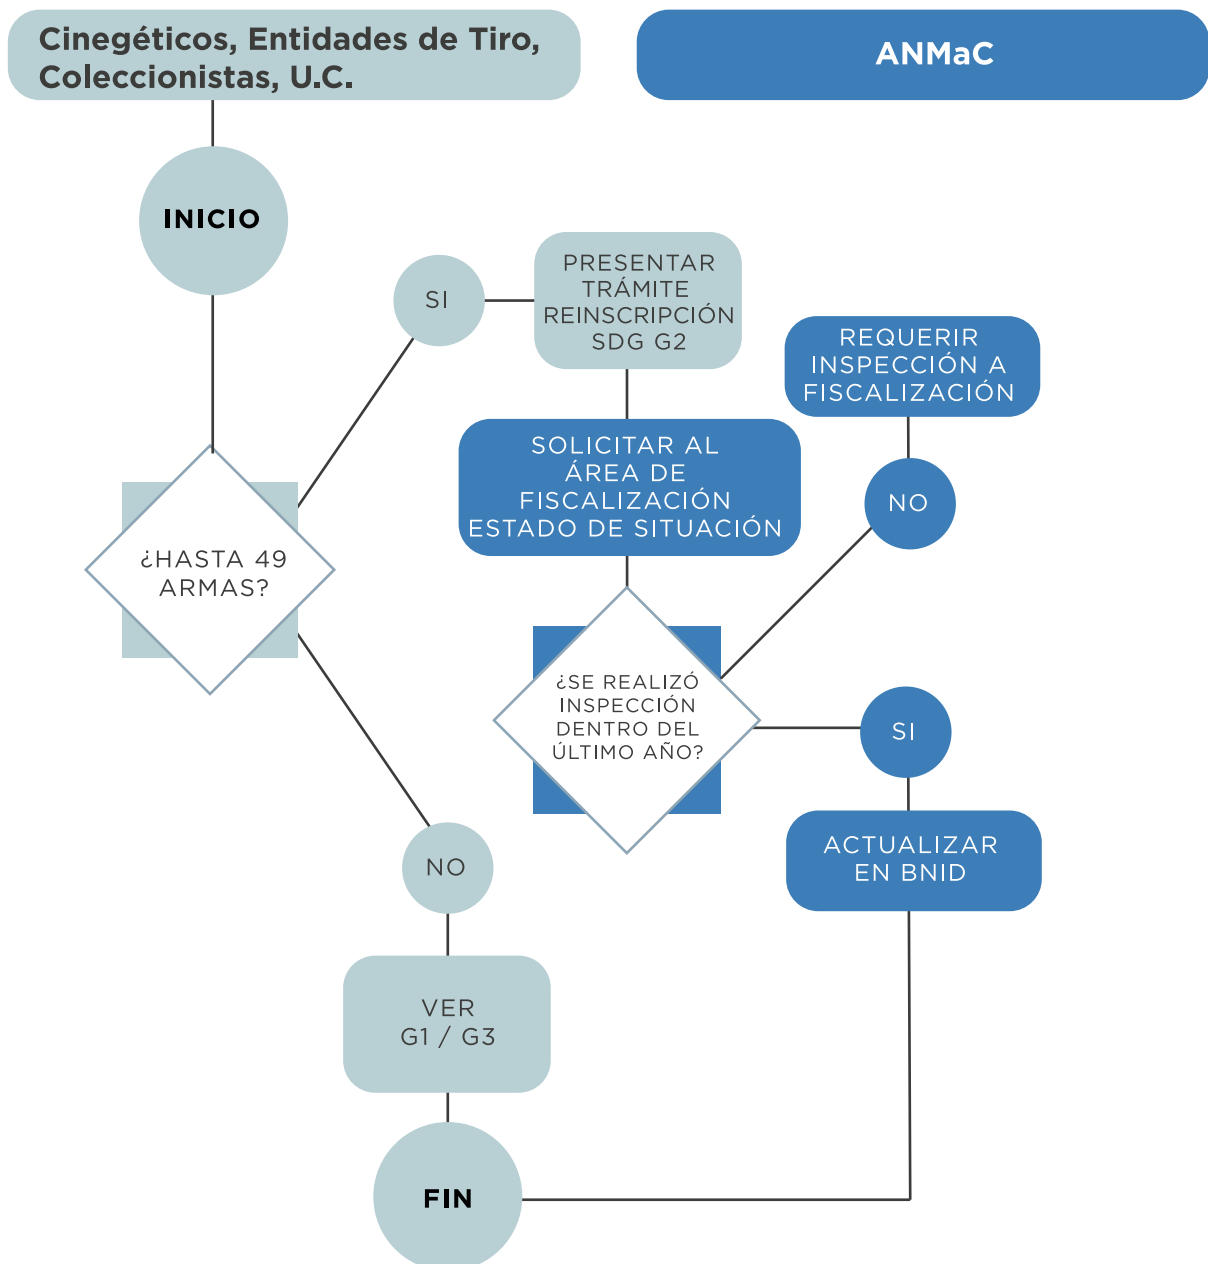 Cinegéticos, Entidades de Tiro,
Coleccionistas, U.C.
ANMaC
INICIO
SI
PRESENTAR
TRÁMITE
REINSCRIPCIÓN
SDG G2
REQUERIR
INSPECCIÓN A
FISCALIZACIÓN
SOLICITAR AL
ÁREA DE
FISCALIZACIÓN
ESTADO DE SITUACIÓN
NO
¿HASTA 49
ARMAS?
¿SE REALIZÓ
INSPECCIÓN
DENTRO DEL
ÚLTIMO AÑO?
SI
ACTUALIZAR
EN BNID
NO
VER
G1 / G3
FIN